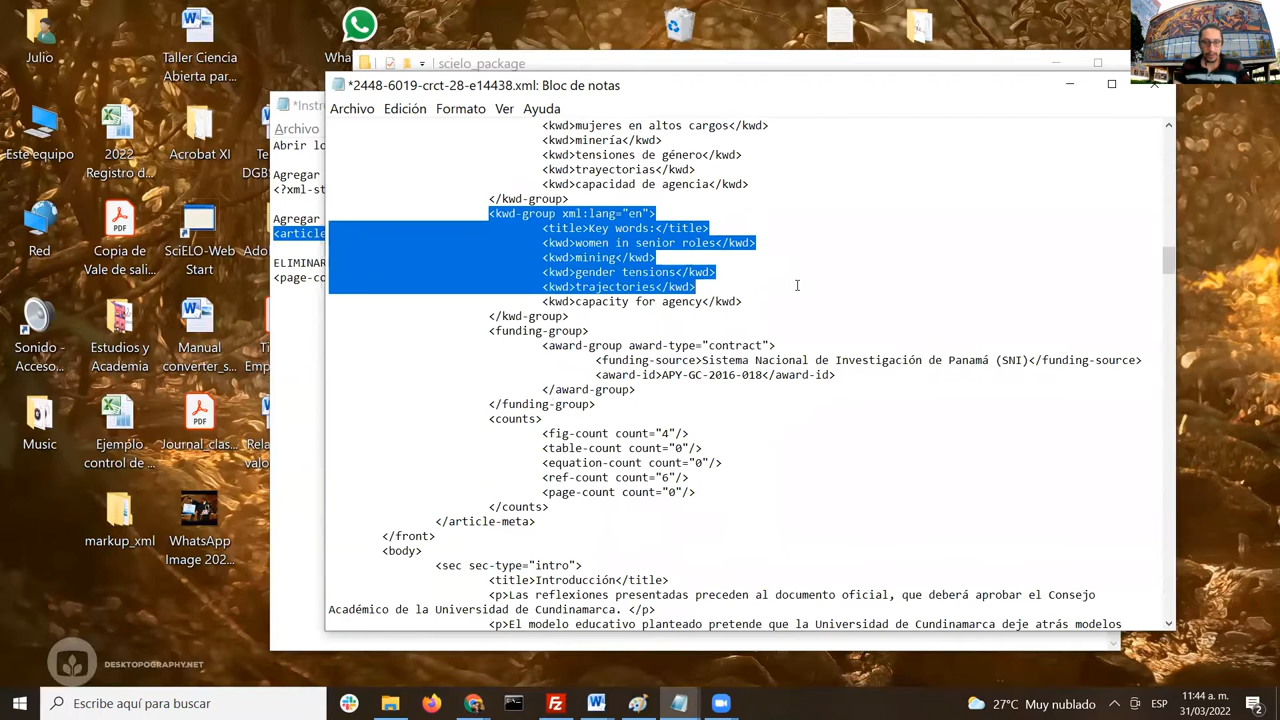 Julio
Taller Ciencia
Abierta par...
Wha
scielo_package
*2448-6019-crct-28-e14438.xml: Bloc de notas
Archivo Edición Formato Ver Ayuda
*Instru
Archivo
Abrir lo
Agregar
<?xml-st
Agregar
<article
ELIMINAR
<page-co
<kwd>mujeres en altos cargos</kwd>
<kwd>minería</kwd>
<kwd>tensiones de género</kwd>
<kwd>trayectorias</kwd>
<kwd>capacidad de agencia</kwd>
</kwd-group>
<kwd-group xml:lang="en">
<title>Key words:</title>
<kwd>women in senior roles</kwd>
<kwd>mining</kwd>
<kwd>gender tensions</kwd>
<kwd>trajectories</kwd>
<kwd>capacity for agency</kwd>
</kwd-group>
<funding-group>
<award-group award-type="contract">
<funding-source>Sistema Nacional de Investigación de Panamá (SNI)</funding-source>
<award-id>APY-GC-2016-018</award-id>
</award-group>
</funding-group>
<counts>
<fig-count count="4"/>
<table-count count="0"/>
<equation-count count="0"/>
<ref-count count="6"/>
<page-count count="0"/>
</counts>
</article-meta>
</front>
<body>
<sec sec-type="intro">
<title>Introducción</title>
<p>Las reflexiones presentadas preceden al documento oficial, que deberá aprobar el Consejo
Académico de la Universidad de Cundinamarca. </p>
<p>El modelo educativo planteado pretende que la Universidad de Cundinamarca deje atrás modelos
Este equipo
2022
Registro d...
Acrobat XI
Te
DGB
Red
Copia de
Vale de sali...
SciELO-Web
Start
Ado
Sonido -
Acceso...
Estudios y
Academia
Manual
converter_s...
Ti
Emp
Music
Ejemplo
control de ...
Journal_clas...
Rela
valo
markup_xml
WhatsApp
Image 202...
DESKTOPOGRAPHY.NET
Escribe aquí para buscar
27°C Muy nublado
ESP
11:44 a. m.
31/03/2022
2